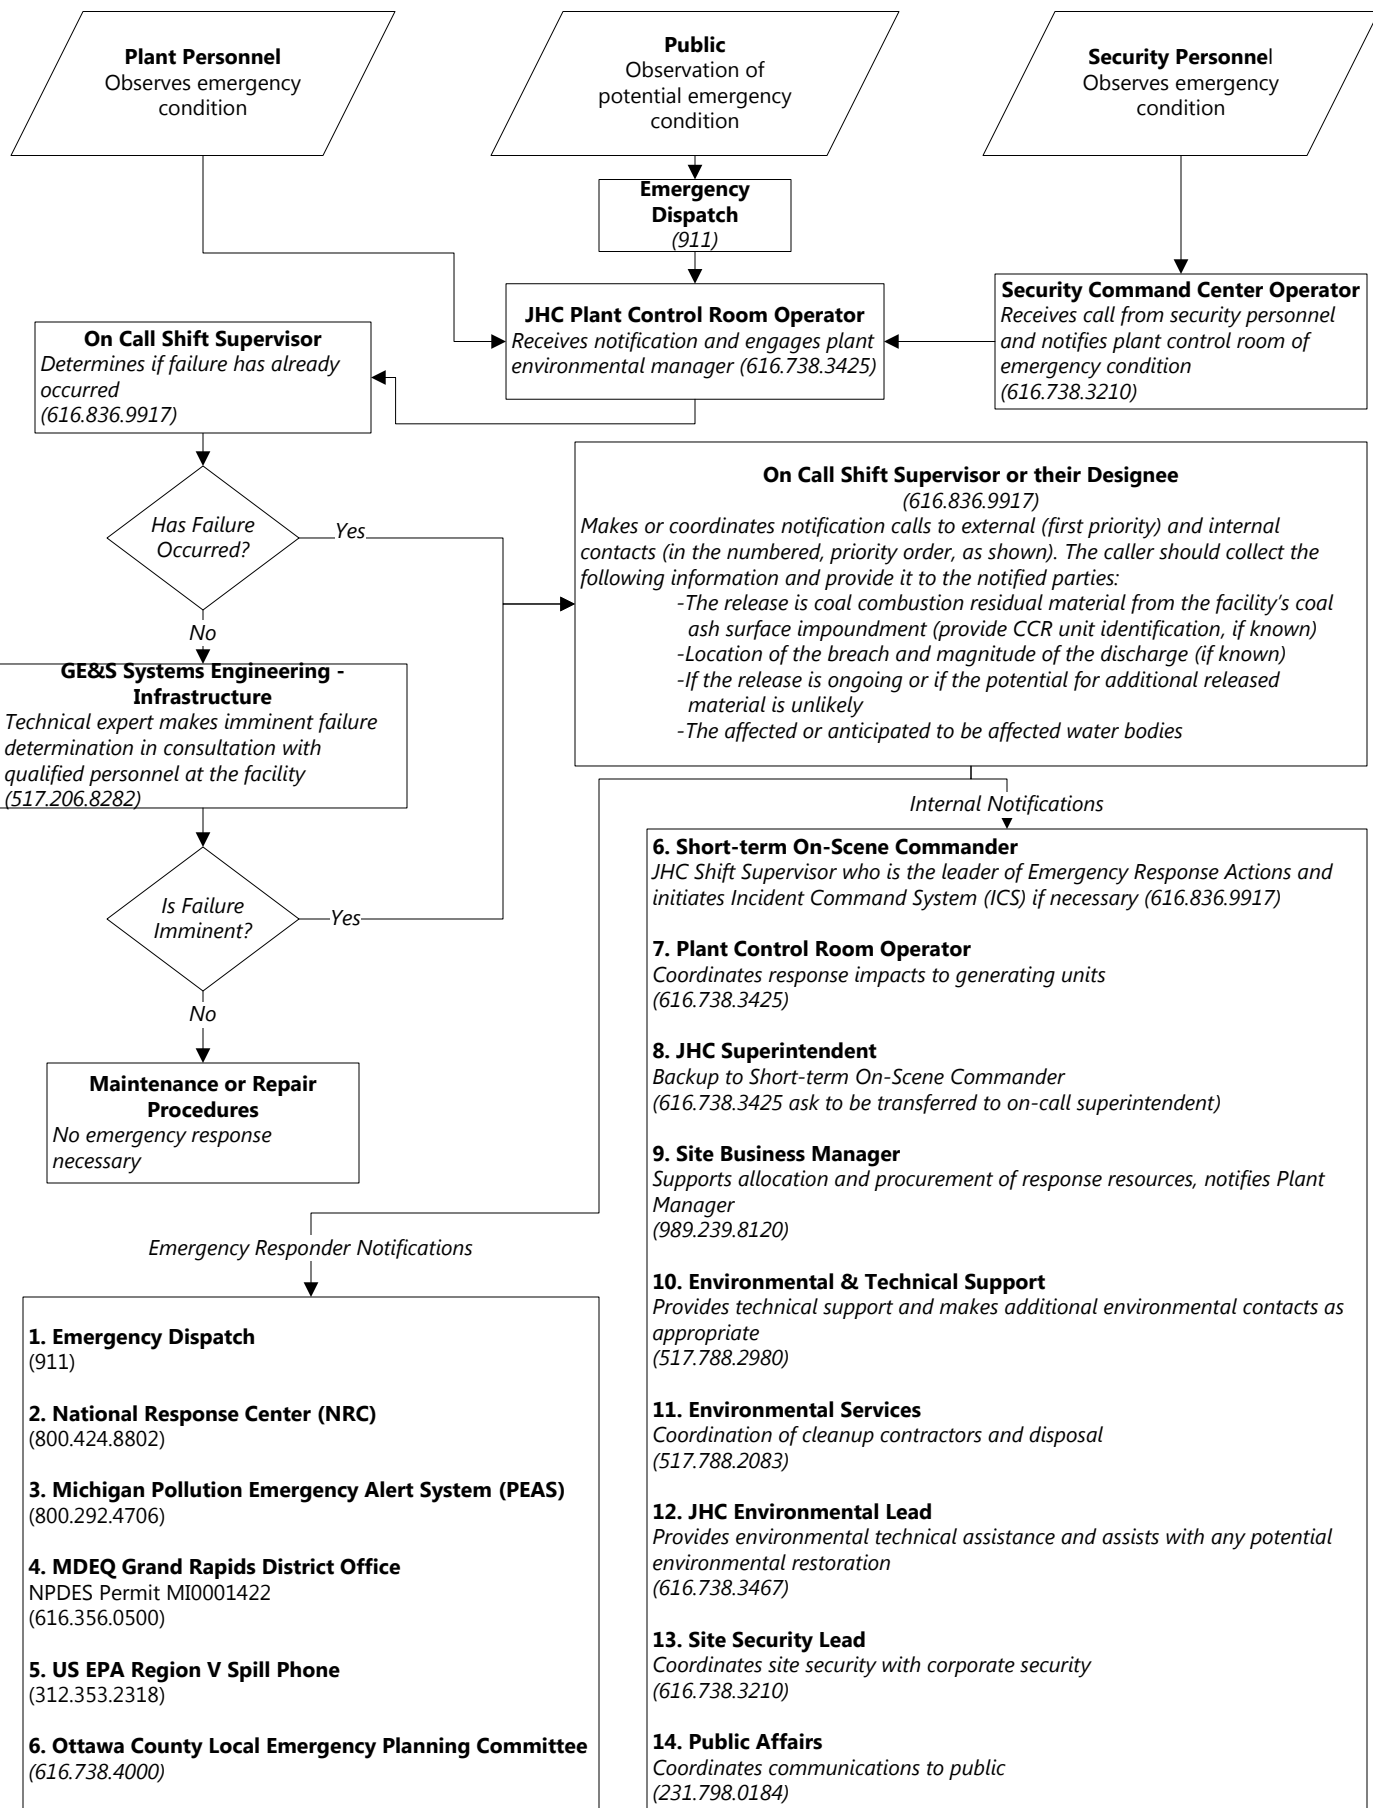 Plant Personnel
Observes emergency
condition
Public
Observation of
potential emergency
condition
Security Personnel
Observes emergency
condition
Emergency
Dispatch
(911)
JHC Plant Control Room Operator
Receives notification and engages plant
environmental manager (616.738.3425)
Security Command Center Operator
Receives call from security personnel
and notifies plant control room of
emergency condition
(616.738.3210)
On Call Shift Supervisor
Determines if failure has already
occurred
(616.836.9917)
Has Failure
Occurred?
Yes
No
On Call Shift Supervisor or their Designee
(616.836.9917)
Makes or coordinates notification calls to external (first priority) and internal
contacts (in the numbered, priority order, as shown). The caller should collect the
following information and provide it to the notified parties:
-The release is coal combustion residual material from the facility's coal
ash surface impoundment (provide CCR unit identification, if known)
-Location of the breach and magnitude of the discharge (if known)
-If the release is ongoing or if the potential for additional released
material is unlikely
-The affected or anticipated to be affected water bodies
GE&S Systems Engineering -
Infrastructure
Technical expert makes imminent failure
determination in consultation with
qualified personnel at the facility
(517.206.8282)
Is Failure
Imminent?
Yes
No
Maintenance or Repair
Procedures
No emergency response
necessary
Internal Notifications
6. Short-term On-Scene Commander
JHC Shift Supervisor who is the leader of Emergency Response Actions and
initiates Incident Command System (ICS) if necessary (616.836.9917)
7. Plant Control Room Operator
Coordinates response impacts to generating units
(616.738.3425)
8. JHC Superintendent
Backup to Short-term On-Scene Commander
(616.738.3425 ask to be transferred to on-call superintendent)
9. Site Business Manager
Supports allocation and procurement of response resources, notifies Plant
Manager
(989.239.8120)
10. Environmental & Technical Support
Provides technical support and makes additional environmental contacts as
appropriate
(517.788.2980)
11. Environmental Services
Coordination of cleanup contractors and disposal
(517.788.2083)
12. JHC Environmental Lead
Provides environmental technical assistance and assists with any potential
environmental restoration
(616.738.3467)
13. Site Security Lead
Coordinates site security with corporate security
(616.738.3210)
14. Public Affairs
Coordinates communications to public
(231.798.0184)
Emergency Responder Notifications
1. Emergency Dispatch
(911)
2. National Response Center (NRC)
(800.424.8802)
3. Michigan Pollution Emergency Alert System (PEAS)
(800.292.4706)
4. MDEQ Grand Rapids District Office
NPDES Permit MI0001422
(616.356.0500)
5. US EPA Region V Spill Phone
(312.353.2318)
6. Ottawa County Local Emergency Planning Committee
(616.738.4000)